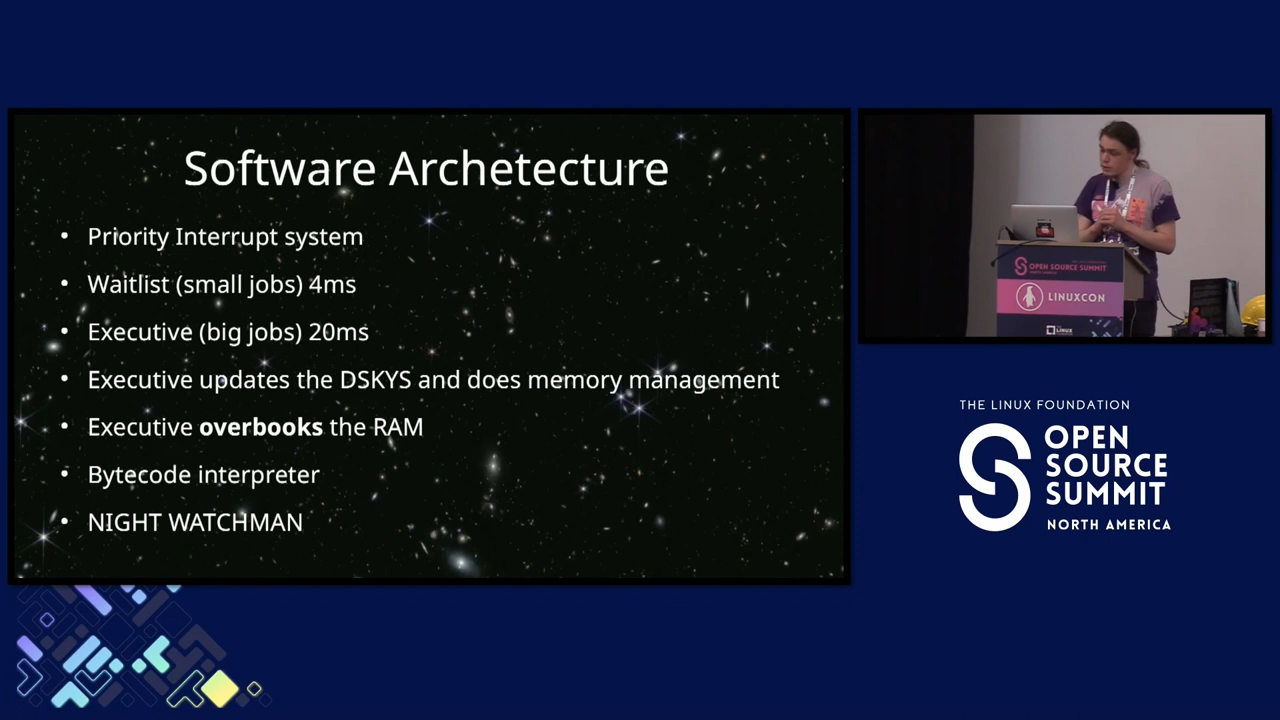 Software Archetecture
• Priority Interrupt system
• Waitlist (small jobs) 4ms
• Executive (big jobs) 20ms
• Executive updates the DSKYS and does memory management
• Executive overbooks the RAM
• Bytecode interpreter
• NIGHT WATCHMAN
OPEN SOURCE SUMMIT
LINUXCON
LINUX
THE LINUX FOUNDATION
OPEN
SOURCE
SUMMIT
NORTH AMERICA